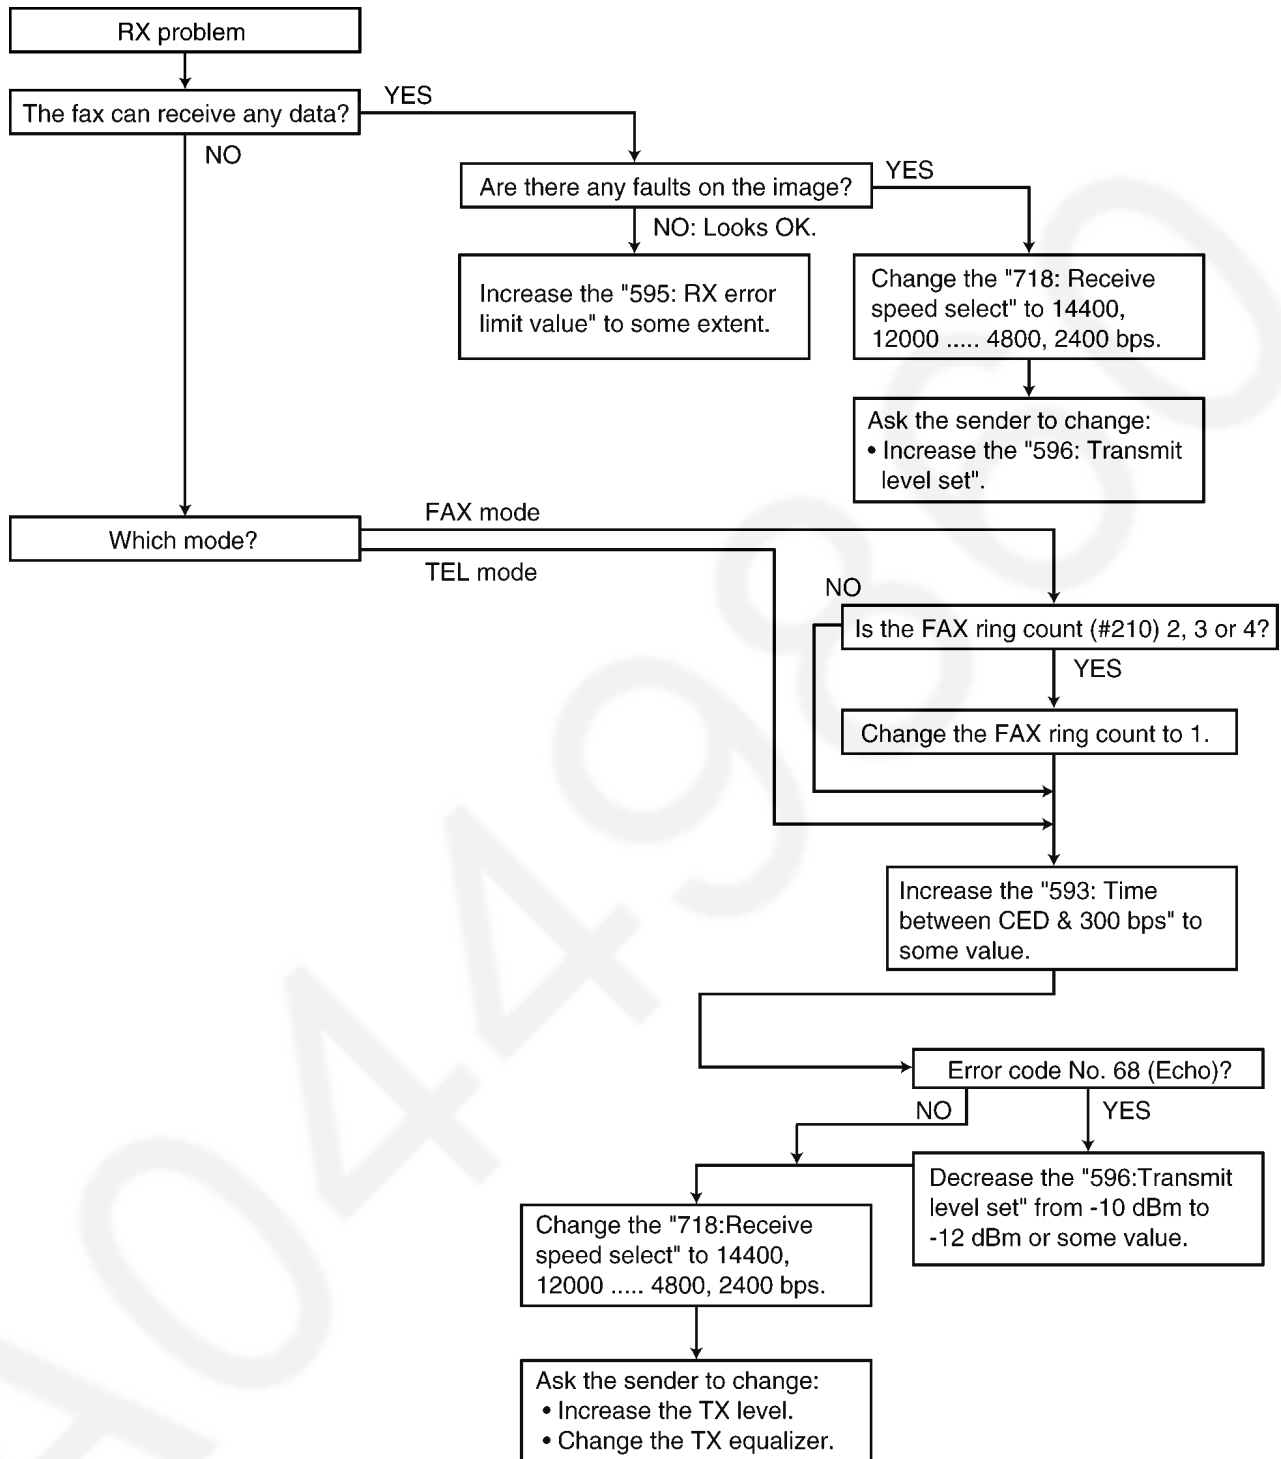 RX problem
The fax can receive any data?
YES
NO
Are there any faults on the image?
YES
NO: Looks OK.
Increase the "595: RX error
limit value" to some extent.
Change the "718: Receive
speed select" to 14400,
12000 ..... 4800, 2400 bps.
Ask the sender to change:
• Increase the "596: Transmit
level set".
Which mode?
FAX mode
TEL mode
NO
Is the FAX ring count (#210) 2, 3 or 4?
YES
Change the FAX ring count to 1.
Increase the "593: Time
between CED & 300 bps" to
some value.
Error code No. 68 (Echo)?
NO
YES
Decrease the "596:Transmit
level set" from -10 dBm to
-12 dBm or some value.
Change the "718:Receive
speed select" to 14400,
12000 ..... 4800, 2400 bps.
Ask the sender to change:
• Increase the TX level.
• Change the TX equalizer.
A0449860